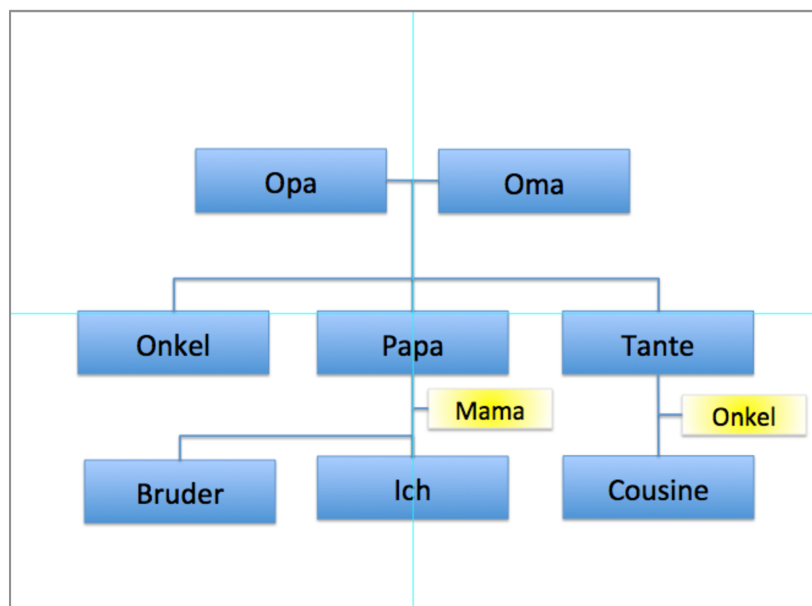 Opa
Oma
Onkel
Papa
Tante
Mama
Onkel
Bruder
Ich
Cousine